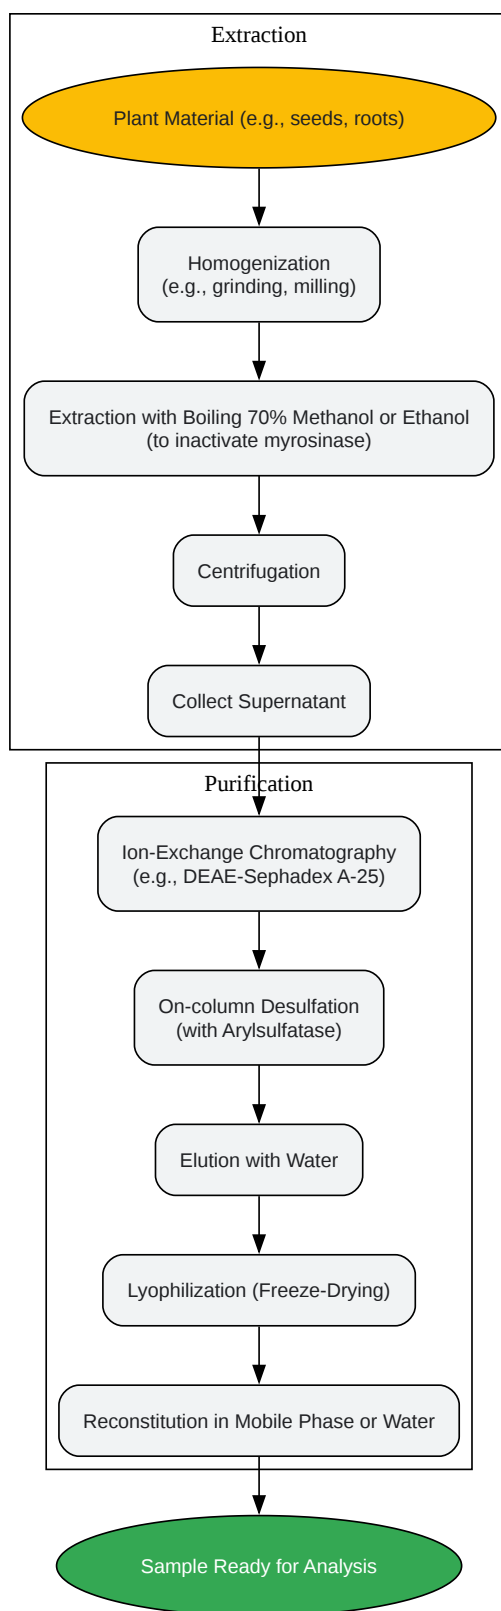 Extraction
Plant Material (e.g., seeds, roots)
Homogenization
(e.g., grinding, milling)
Extraction with Boiling 70% Methanol or Ethanol
(to inactivate myrosinase)
Centrifugation
Collect Supernatant
Purification
Ion-Exchange Chromatography
(e.g., DEAE-Sephadex A-25)
On-column Desulfation
(with Arylsulfatase)
Elution with Water
Lyophilization (Freeze-Drying)
Reconstitution in Mobile Phase or Water
Sample Ready for Analysis